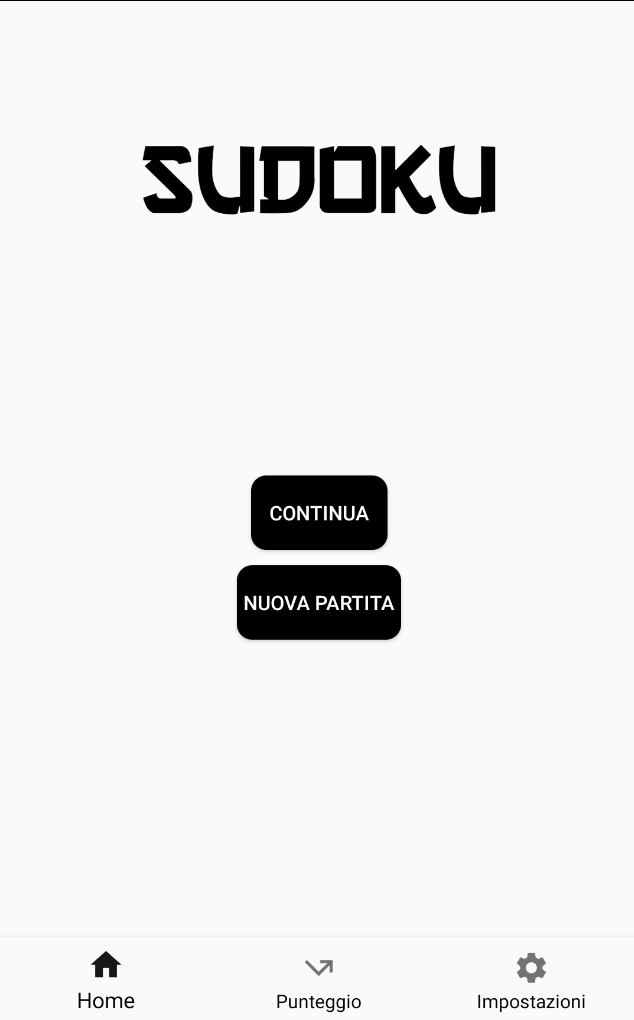 SUDOKU
CONTINUA
NUOVA PARTITA
Home
Punteggio
Impostazioni